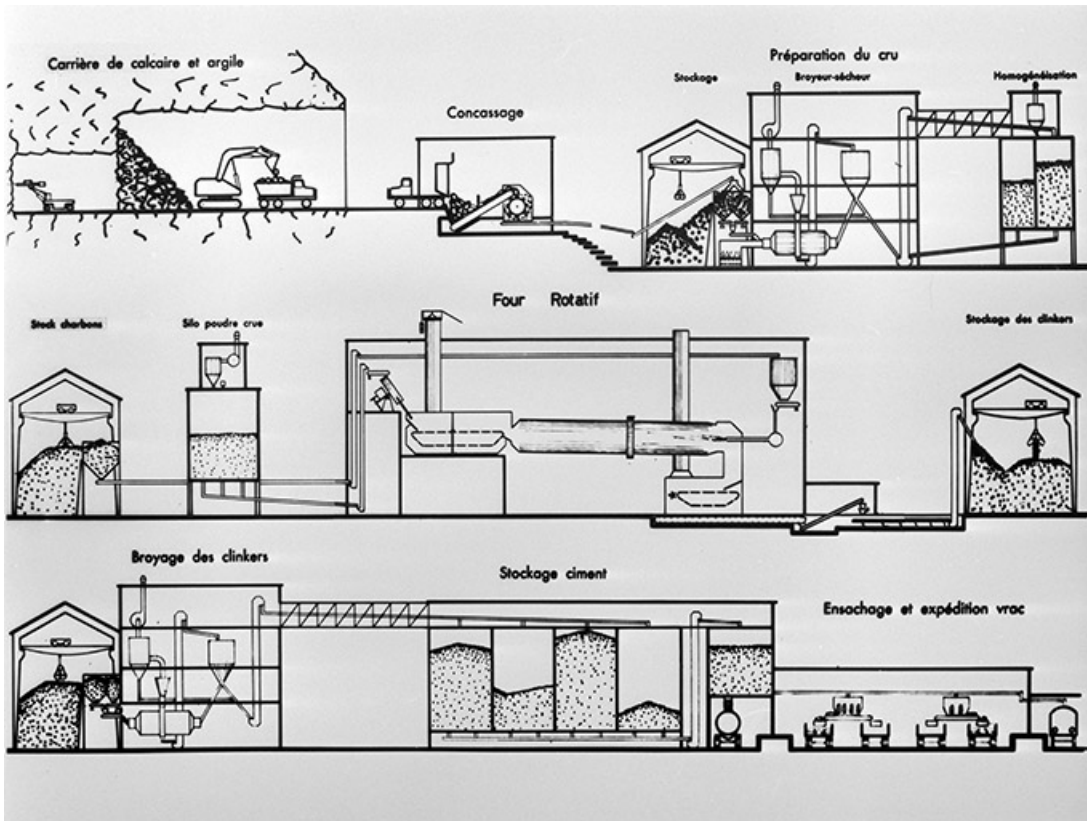 Carrière de calcaire et argile
Concassage
Préparation du cru
Stockage
Broyeur-sécheur
Homogénéisation
Four Rotatif
Stock charbons
Silo poudre crue
Stockage des clinkers
Broyage des clinkers
Stockage ciment
Ensachage et expédition vrac